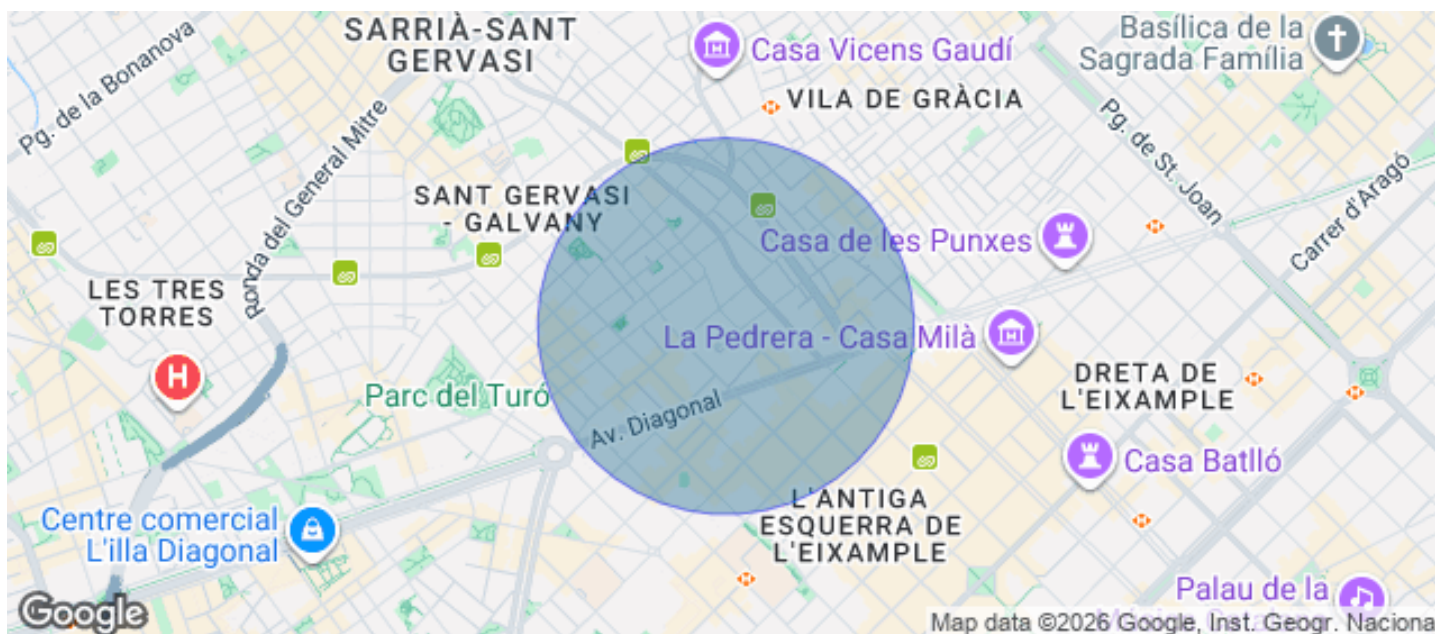 SARRIÀ-SANT
GERVASI
Casa Vicens Gaudí
Basílica de la
Sagrada Família
Pg. de la Bonanova
VILA DE GRÀCIA
Ronda del General Mitre
Pg. de St. Joan
Carrer d'Aragó
SANT GERVASI
- GALVANY
Casa de les Punxes
LES TRES
TORRES
H
La Pedrera - Casa Milà
Parc del Turó
Av. Diagonal
DRETA DE
L'EIXAMPLE
Casa Batlló
L'ANTIGA
ESQUERRA DE
L'EIXAMPLE
Centre comercial
L'illa Diagonal
Palau de la
Google
Map data ©2026 Google, Inst. Geogr. Naciona